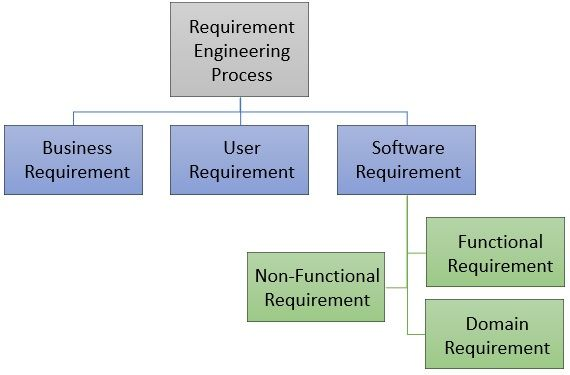 Requirement
Engineering
Process
Business
Requirement
User
Requirement
Software
Requirement
Functional
Requirement
Non-Functional
Requirement
Domain
Requirement